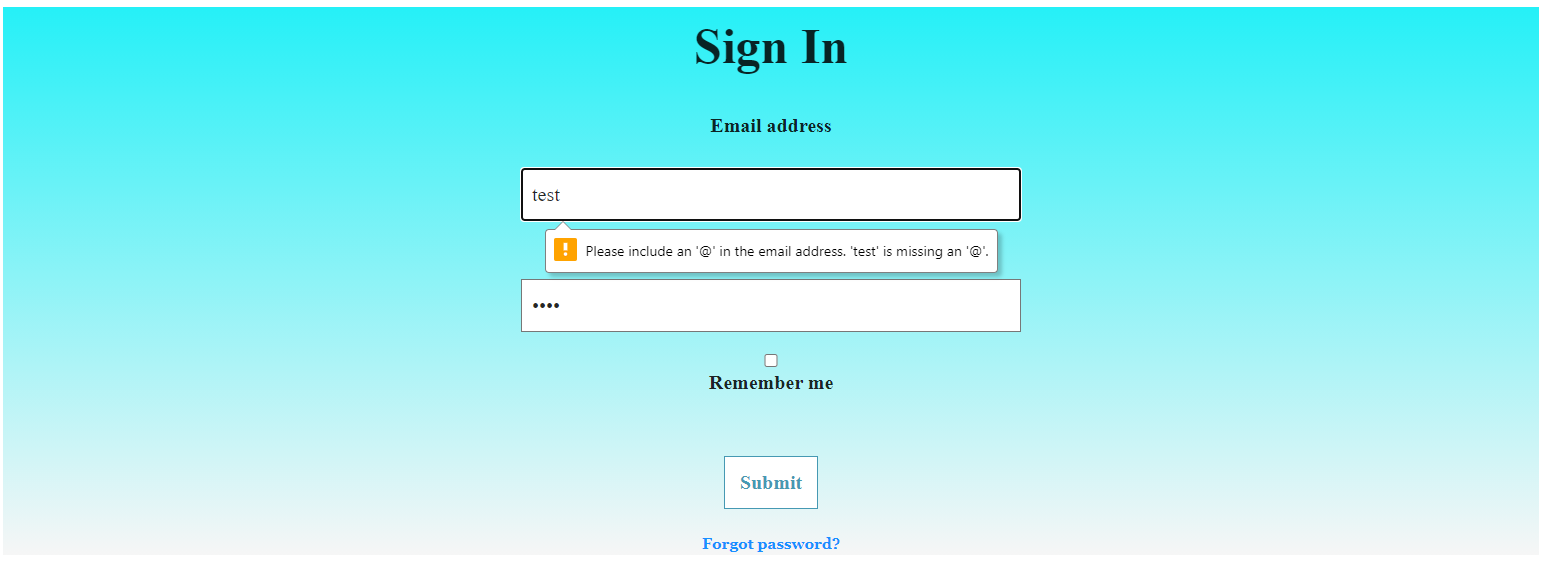 Sign In
Email address
test
Please include an '@' in the email address. 'test' is missing an '@'.
••••
Remember me
Submit
Forgot password?